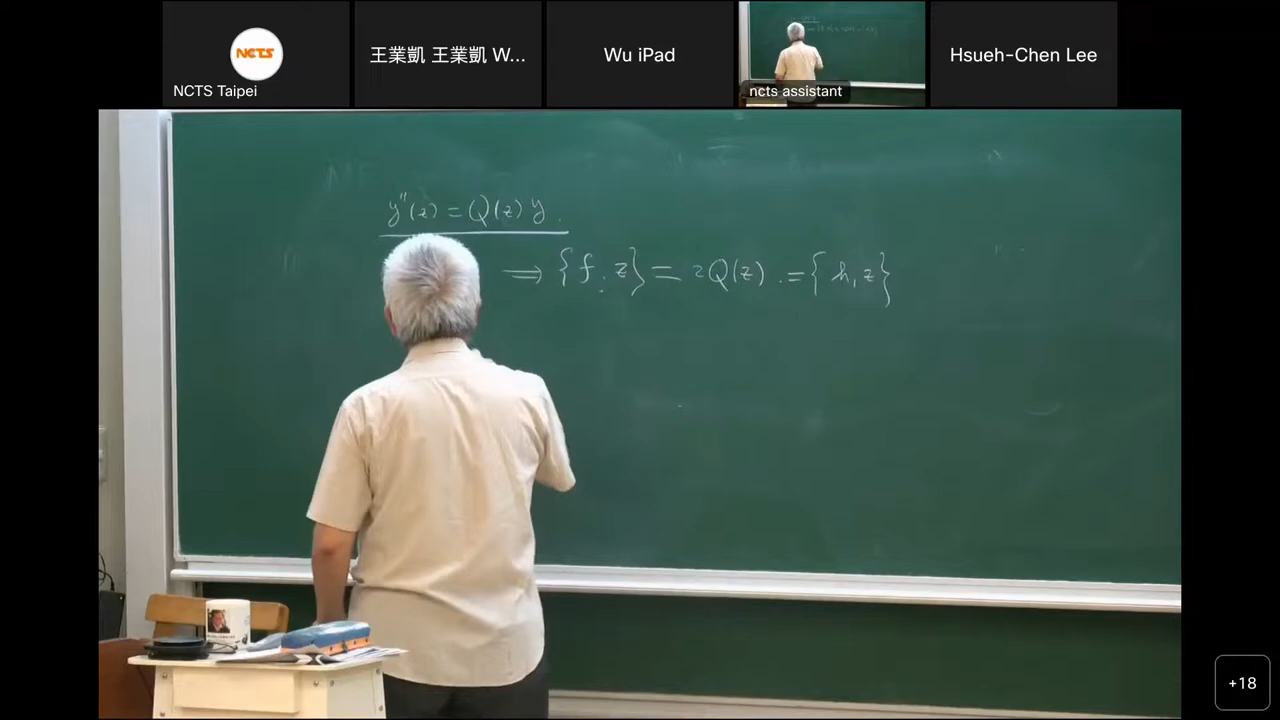 NCTS
NCTS Taipei
王業凱 王業凱 W...
Wu iPad
ncts assistant
Hsueh-Chen Lee
y''(z) = Q(z) y.
⟹ {f, z} = 2Q(z). = {h, z}
+18